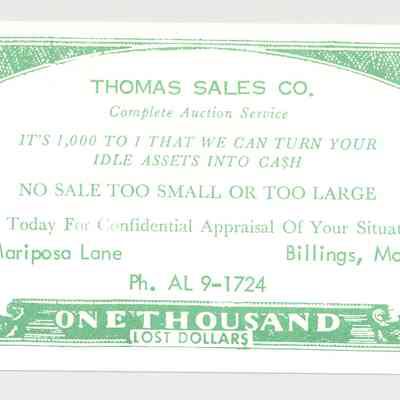 THOMAS SALES CO.
Complete Auction Service
IT'S 1,000 TO 1 THAT WE CAN TURN YOUR
IDLE ASSETS INTO CA$H
NO SALE TOO SMALL OR TOO LARGE
Today For Confidential Appraisal Of Your Situat
Mariposa Lane Billings, Mo
Ph. AL 9-1724
ONE THOUSAND
LOST DOLLARS